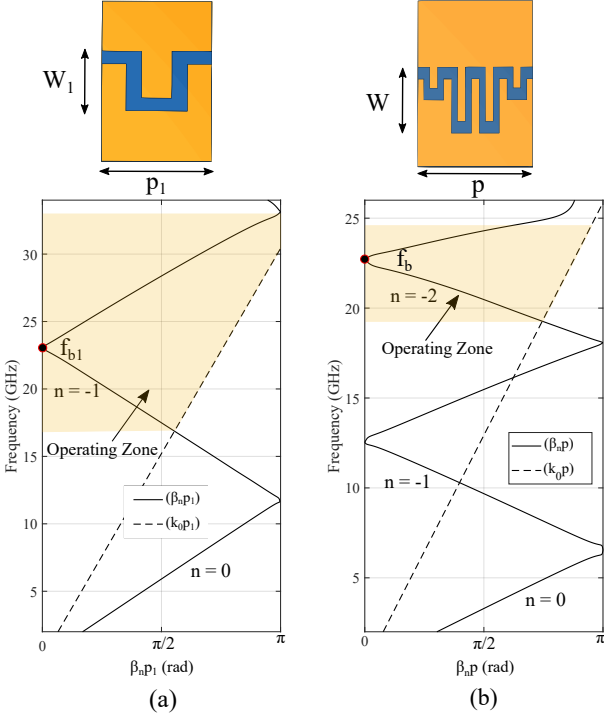 W₁
p₁
W
p
Frequency (GHz)
30
25
20
15
10
5
f_b1
n = -1
Operating Zone
(βₙp₁)
(k₀p₁)
n = 0
0
π/2
π
βₙp₁ (rad)
(a)
Frequency (GHz)
25
20
15
10
5
f_b
n = -2
Operating Zone
(βₙp)
(k₀p)
n = -1
n = 0
0
π/2
π
βₙp (rad)
(b)